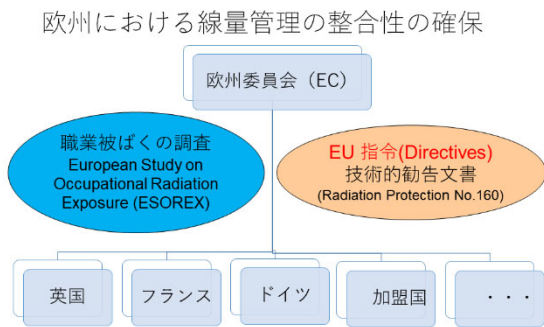 欧州における線量管理の整合性の確保
欧州委員会（EC）
職業被ばくの調査
European Study on
Occupational Radiation
Exposure (ESOREX)
EU 指令(Directives)
技術的勧告文書
(Radiation Protection No.160)
英国
フランス
ドイツ
加盟国
・・・